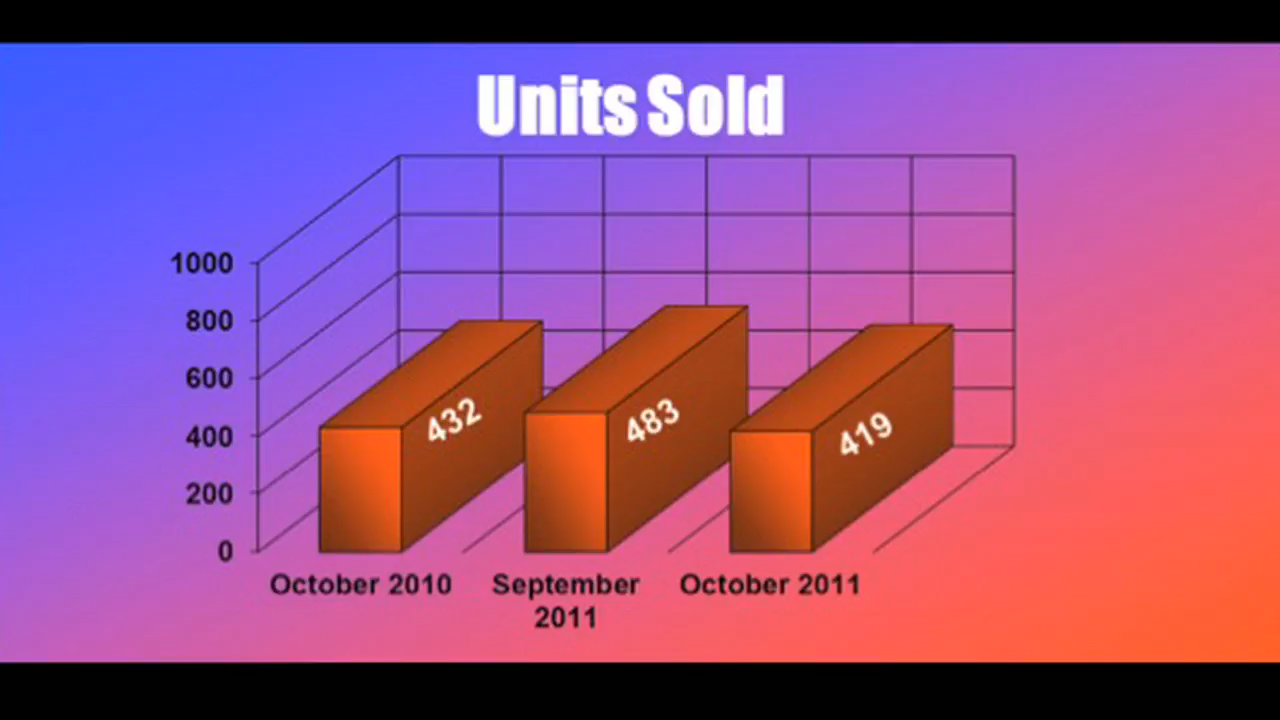 Units Sold
1000
800
600
400
200
0
432
483
419
October 2010
September
2011
October 2011